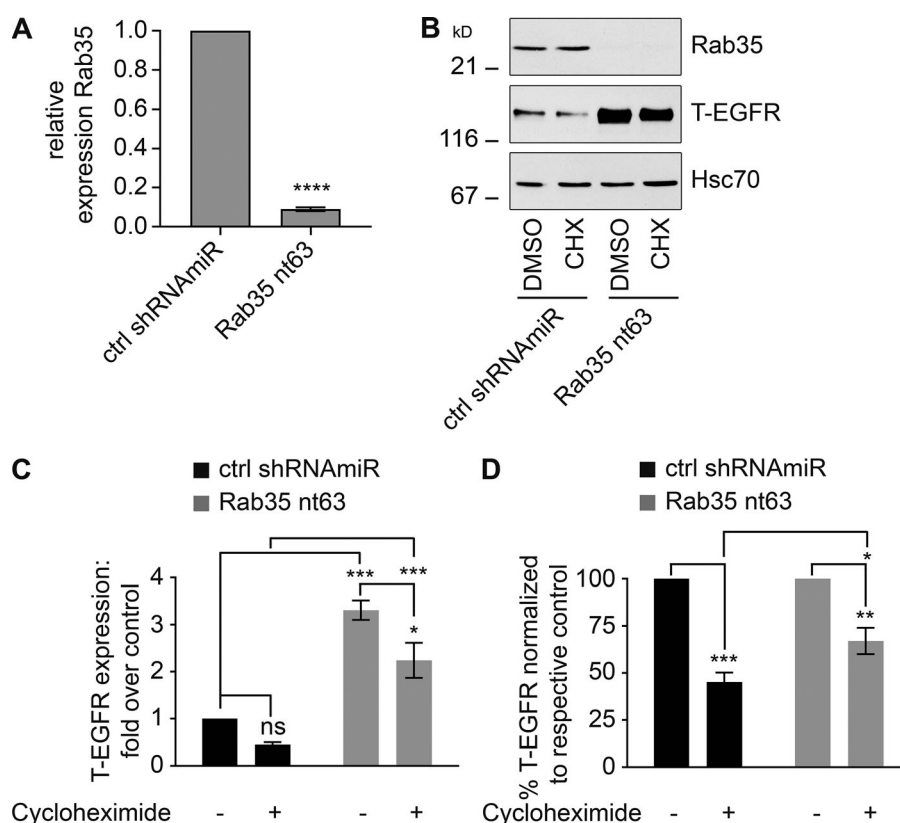 A
relative
expression Rab35
1.0
0.8
0.6
0.4
0.2
0.0
****
ctrl shRNAmiR
Rab35 nt63
B
kD
21
116
67
Rab35
T-EGFR
Hsc70
DMSO
CHX
DMSO
CHX
ctrl shRNAmiR
Rab35 nt63
C
ctrl shRNAmiR
Rab35 nt63
T-EGFR expression:
fold over control
4
3
2
1
0
ns
***
***
*
Cycloheximide - + - +
D
ctrl shRNAmiR
Rab35 nt63
% T-EGFR normalized
to respective control
100
75
50
25
0
***
*
**
Cycloheximide - + - +